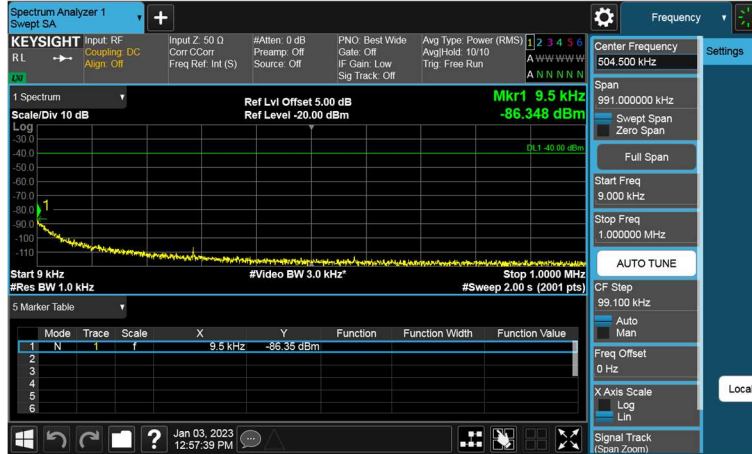 Spectrum Analyzer 1
Swept SA
Frequency
KEYSIGHT
RL
LXI
Input: RF
Coupling: DC
Align: Off
Input Z: 50 Ω
Corr CCorr
Freq Ref: Int (S)
#Atten: 0 dB
Preamp: Off
Source: Off
PNO: Best Wide
Gate: Off
IF Gain: Low
Sig Track: Off
Avg Type: Power (RMS)
Avg|Hold: 10/10
Trig: Free Run
1 2 3 4 5 6
A W W W W W
A N N N N N
1 Spectrum
Scale/Div 10 dB
Ref Lvl Offset 5.00 dB
Ref Level -20.00 dBm
Mkr1 9.5 kHz
-86.348 dBm
Log
-30.0
-40.0
-50.0
-60.0
-70.0
-80.0
-90.0
-100
-110
DL1 -40.00 dBm
1
Start 9 kHz
#Res BW 1.0 kHz
#Video BW 3.0 kHz*
Stop 1.0000 MHz
#Sweep 2.00 s (2001 pts)
5 Marker Table
Mode Trace Scale X Y Function Function Width Function Value
1 N 1 f 9.5 kHz -86.35 dBm
2
3
4
5
6
Jan 03, 2023
12:57:39 PM
Center Frequency
504.500 kHz
Settings
Span
991.000000 kHz
Swept Span
Zero Span
Full Span
Start Freq
9.000 kHz
Stop Freq
1.000000 MHz
AUTO TUNE
CF Step
99.100 kHz
Auto
Man
Freq Offset
0 Hz
X Axis Scale
Log
Lin
Local
Signal Track
(Span Zoom)